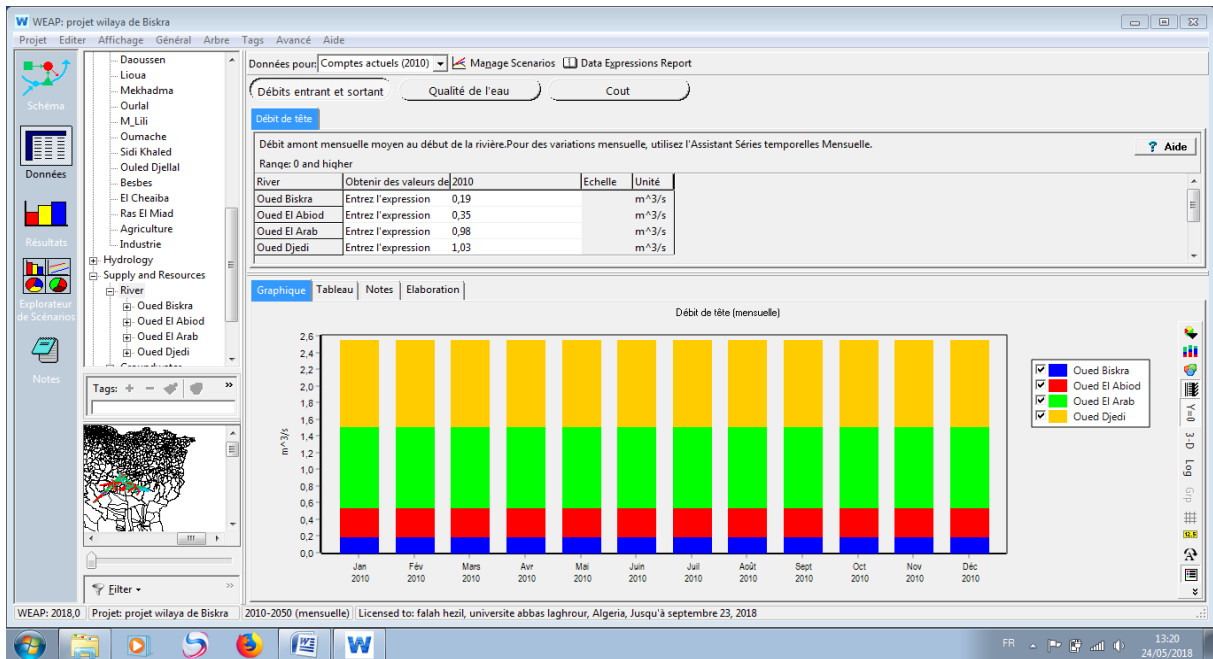 WEAP: projet wilaya de Biskra
Projet Editer Affichage Général Arbre Tags Avancé Aide
Schéma
Données
Résultats
Explorateur
de Scénarios
Notes
Daoussen
Lioua
Mekhadma
Ourlal
M_Lili
Oumache
Sidi Khaled
Ouled Djellal
Besbes
El Cheaiba
Ras El Miad
Agriculture
Industrie
Hydrology
Supply and Resources
River
Oued Biskra
Oued El Abiod
Oued El Arab
Oued Djedi
Tags:
Filter
Données pour: Comptes actuels (2010) Manage Scenarios Data Expressions Report
Débits entrant et sortant Qualité de l'eau Cout
Débit de tête
Débit amont mensuelle moyen au début de la rivière.Pour des variations mensuelle, utilisez l'Assistant Séries temporelles Mensuelle.
? Aide
Range: 0 and higher
River Obtenir des valeurs de 2010 Echelle Unité
Oued Biskra Entrez l'expression 0,19 m^3/s
Oued El Abiod Entrez l'expression 0,35 m^3/s
Oued El Arab Entrez l'expression 0,98 m^3/s
Oued Djedi Entrez l'expression 1,03 m^3/s
Graphique Tableau Notes Elaboration
Débit de tête (mensuelle)
2,6
2,4
2,2
2,0
1,8
1,6
1,4
1,2
1,0
0,8
0,6
0,4
0,2
0,0
m^3/s
Jan Fév Mars Avr Mai Juin Juil Août Sept Oct Nov Déc
2010 2010 2010 2010 2010 2010 2010 2010 2010 2010 2010 2010
Oued Biskra
Oued El Abiod
Oued El Arab
Oued Djedi
Y=0
3-D
Log
Grp
WEAP: 2018,0 Projet: projet wilaya de Biskra 2010-2050 (mensuelle) Licensed to: falah hezil, universite abbas laghrour, Algeria, Jusqu'à septembre 23, 2018
FR
13:20
24/05/2018